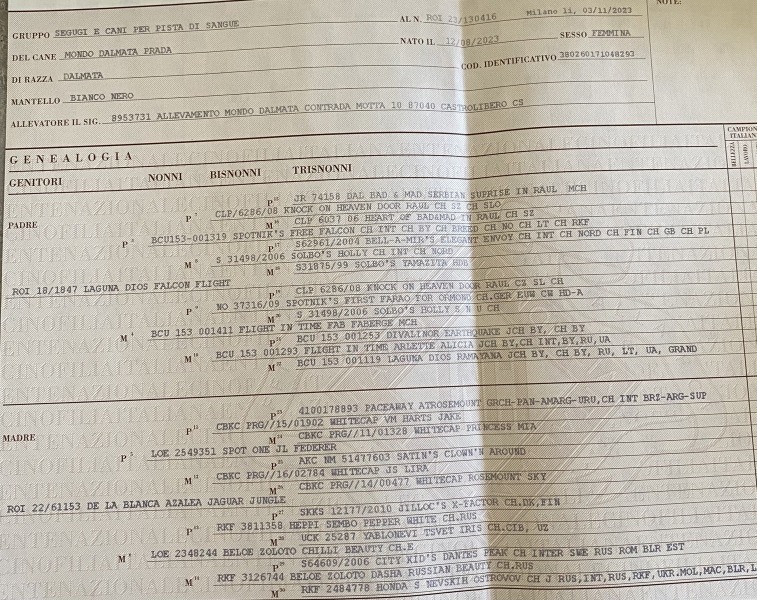 NOTE:
GRUPPO SEGUGI E CANI PER PISTA DI SANGUE AL N. ROI 23/130416 Milano li, 03/11/2023
DEL CANE MONDO DALMATA PRADA NATO IL 12/08/2023 SESSO FEMMINA
DI RAZZA DALMATA COD. IDENTIFICATIVO 380260171048293
MANTELLO BIANCO NERO
ALLEVATORE IL SIG. 8953731 ALLEVAMENTO MONDO DALMATA CONTRADA MOTTA 10 87040 CASTROLIBERO CS
GENEALOGIA
CAMPION
ITALIAN
BELLEZZA
LAVORO
GENITORI NONNI BISNONNI TRISNONNI
JR 74158 DAL BAD & MAD SERBIAN SUPRISE IN RAUL MCH
CLP/6286/08 KNOCK ON HEAVEN DOOR RAUL CH SZ CH SLO
PADRE
CLP 6037 06 HEART OF BAD&MAD IN RAUL CH SZ
BCU153-001319 SPOTNIK'S FREE FALCON CH INT CH BY CH BREED CH NO CH LT CH RKF
S62961/2004 BELL-A-MIR'S ELEGANT ENVOY CH INT CH NORD CH FIN CH GB CH PL
S 31498/2006 SOLBO'S HOLLY CH INT CH NORD
S31875/99 SOLBO'S YAMAZITA
ROI 18/1847 LAGUNA DIOS FALCON FLIGHT
CLP 6286/08 KNOCK ON HEAVEN DOOR RAUL CZ SL CH
NO 37316/09 SPOTNIK'S FIRST FARAO FOR ORMOND CH.GER EUW CW HD-A
S 31498/2006 SOLBO'S HOLLY S N U CH
BCU 153 001411 FLIGHT IN TIME FAB FABERGE MCH
BCU 153 001253 DIVALINOR EARTHQUAKE JCH BY, CH BY
BCU 153 001293 FLIGHT IN TIME ARLETTE ALICIA JCH BY,CH INT,BY,RU,UA
BCU 153 001119 LAGUNA DIOS RAMAYANA JCH BY, CH BY, RU, LT, UA, GRAND
4100178893 PACEAWAY ATROSEMOUNT GRCH-PAN-AMARG-URU,CH INT BRZ-ARG-SUP
CBKC PRG//15/01902 WHITECAP VM HARTS JAKE
MADRE
CBKC PRG//11/01328 WHITECAP PRINCESS MIA
LOE 2549351 SPOT ONE JL FEDERER
AKC NM 51477603 SATIN'S CLOWN'N AROUND
CBKC PRG//16/02784 WHITECAP JS LIRA
CBKC PRG//14/00477 WHITECAP ROSEMOUNT SKY
ROI 22/61153 DE LA BLANCA AZALEA JAGUAR JUNGLE
SKKS 12177/2010 JILLOC'S X-FACTOR CH.DK,FIN
RKF 3811358 HEPPI SEMBO PEPPER WHITE CH.RUS
UCK 25287 YABLONEVI TSVET IRIS CH.CIB, UZ
LOE 2348244 BELOE ZOLOTO CHILLI BEAUTY CH.E
S64609/2006 CITY KID'S DANTES PEAK CH INTER SWE RUS ROM BLR EST
RKF 3126744 BELOE ZOLOTO DASHA RUSSIAN BEAUTY CH.RUS
RKF 2484778 HONDA S NEVSKIH OSTROVOV CH J RUS,INT,RUS,RKF,UKR.MOL,MAC,BLR,L